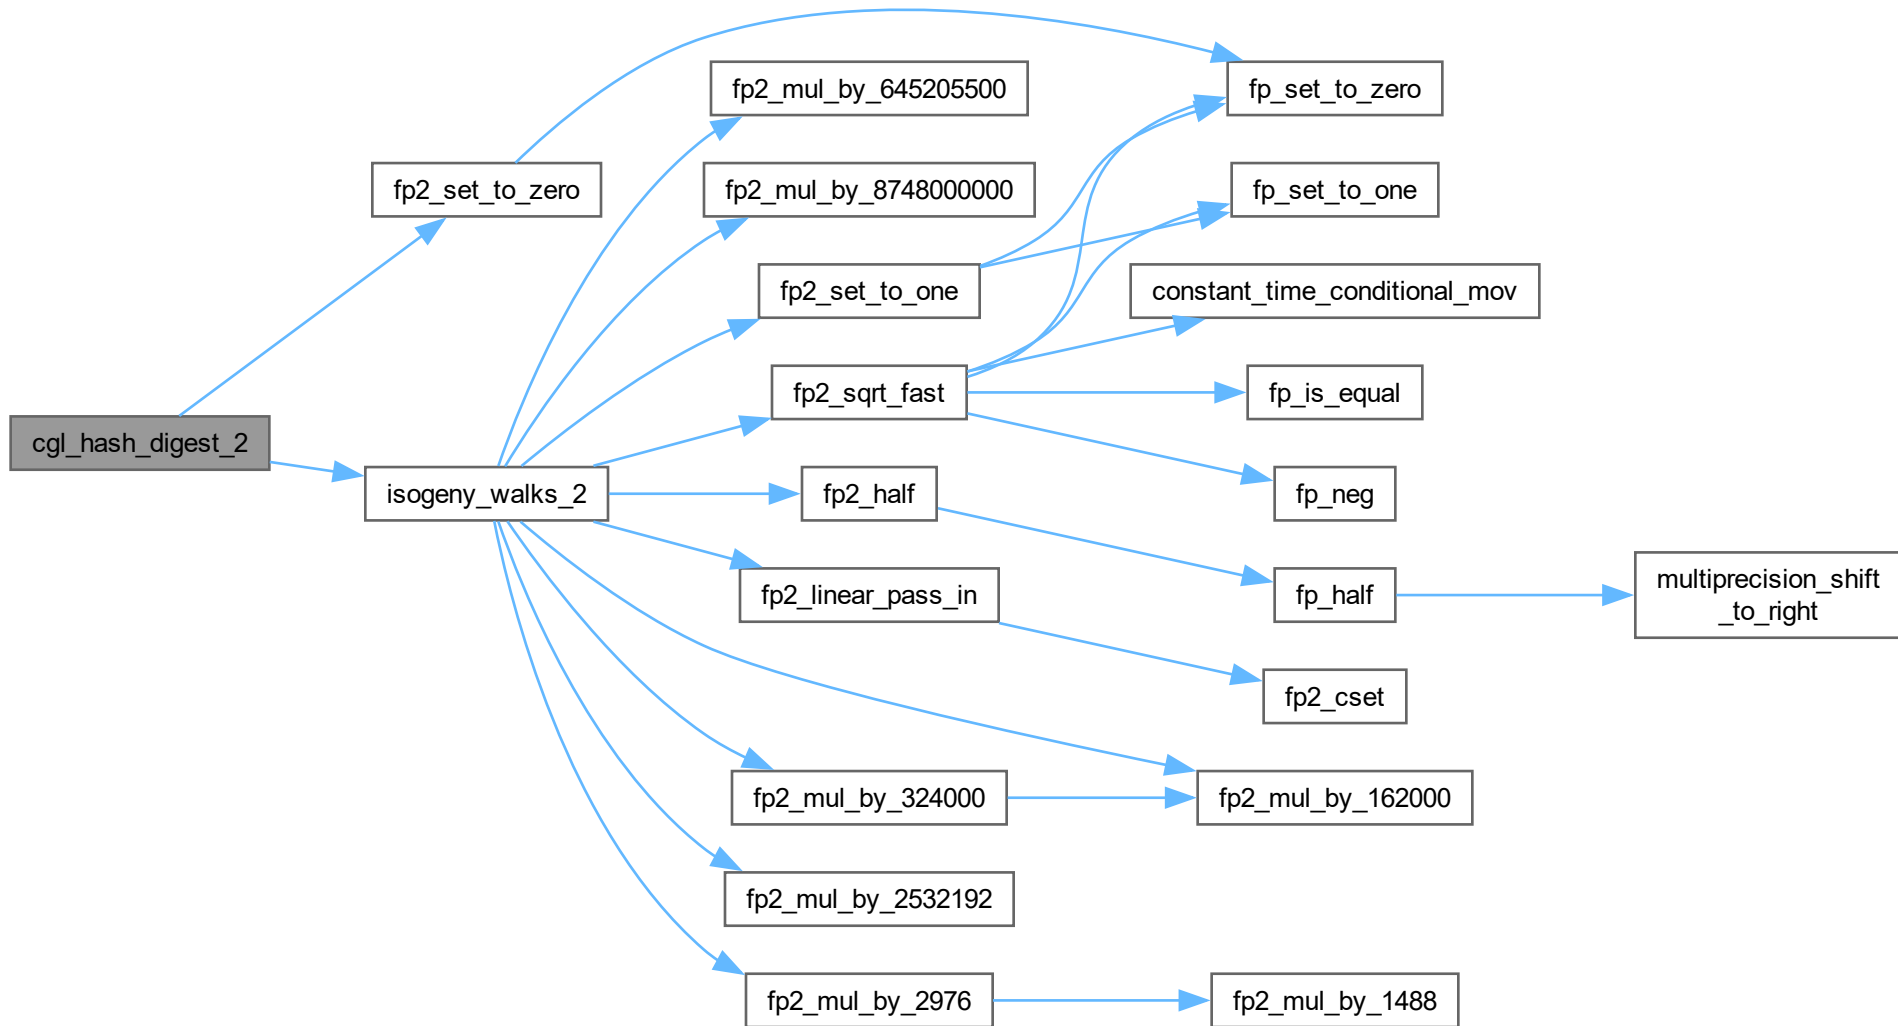 fp2_mul_by_645205500
fp_set_to_zero
fp2_set_to_zero
fp2_mul_by_8748000000
fp_set_to_one
fp2_set_to_one
constant_time_conditional_mov
fp2_sqrt_fast
fp_is_equal
cgl_hash_digest_2
isogeny_walks_2
fp2_half
fp_neg
fp2_linear_pass_in
fp_half
multiprecision_shift
_to_right
fp2_cset
fp2_mul_by_324000
fp2_mul_by_162000
fp2_mul_by_2532192
fp2_mul_by_2976
fp2_mul_by_1488